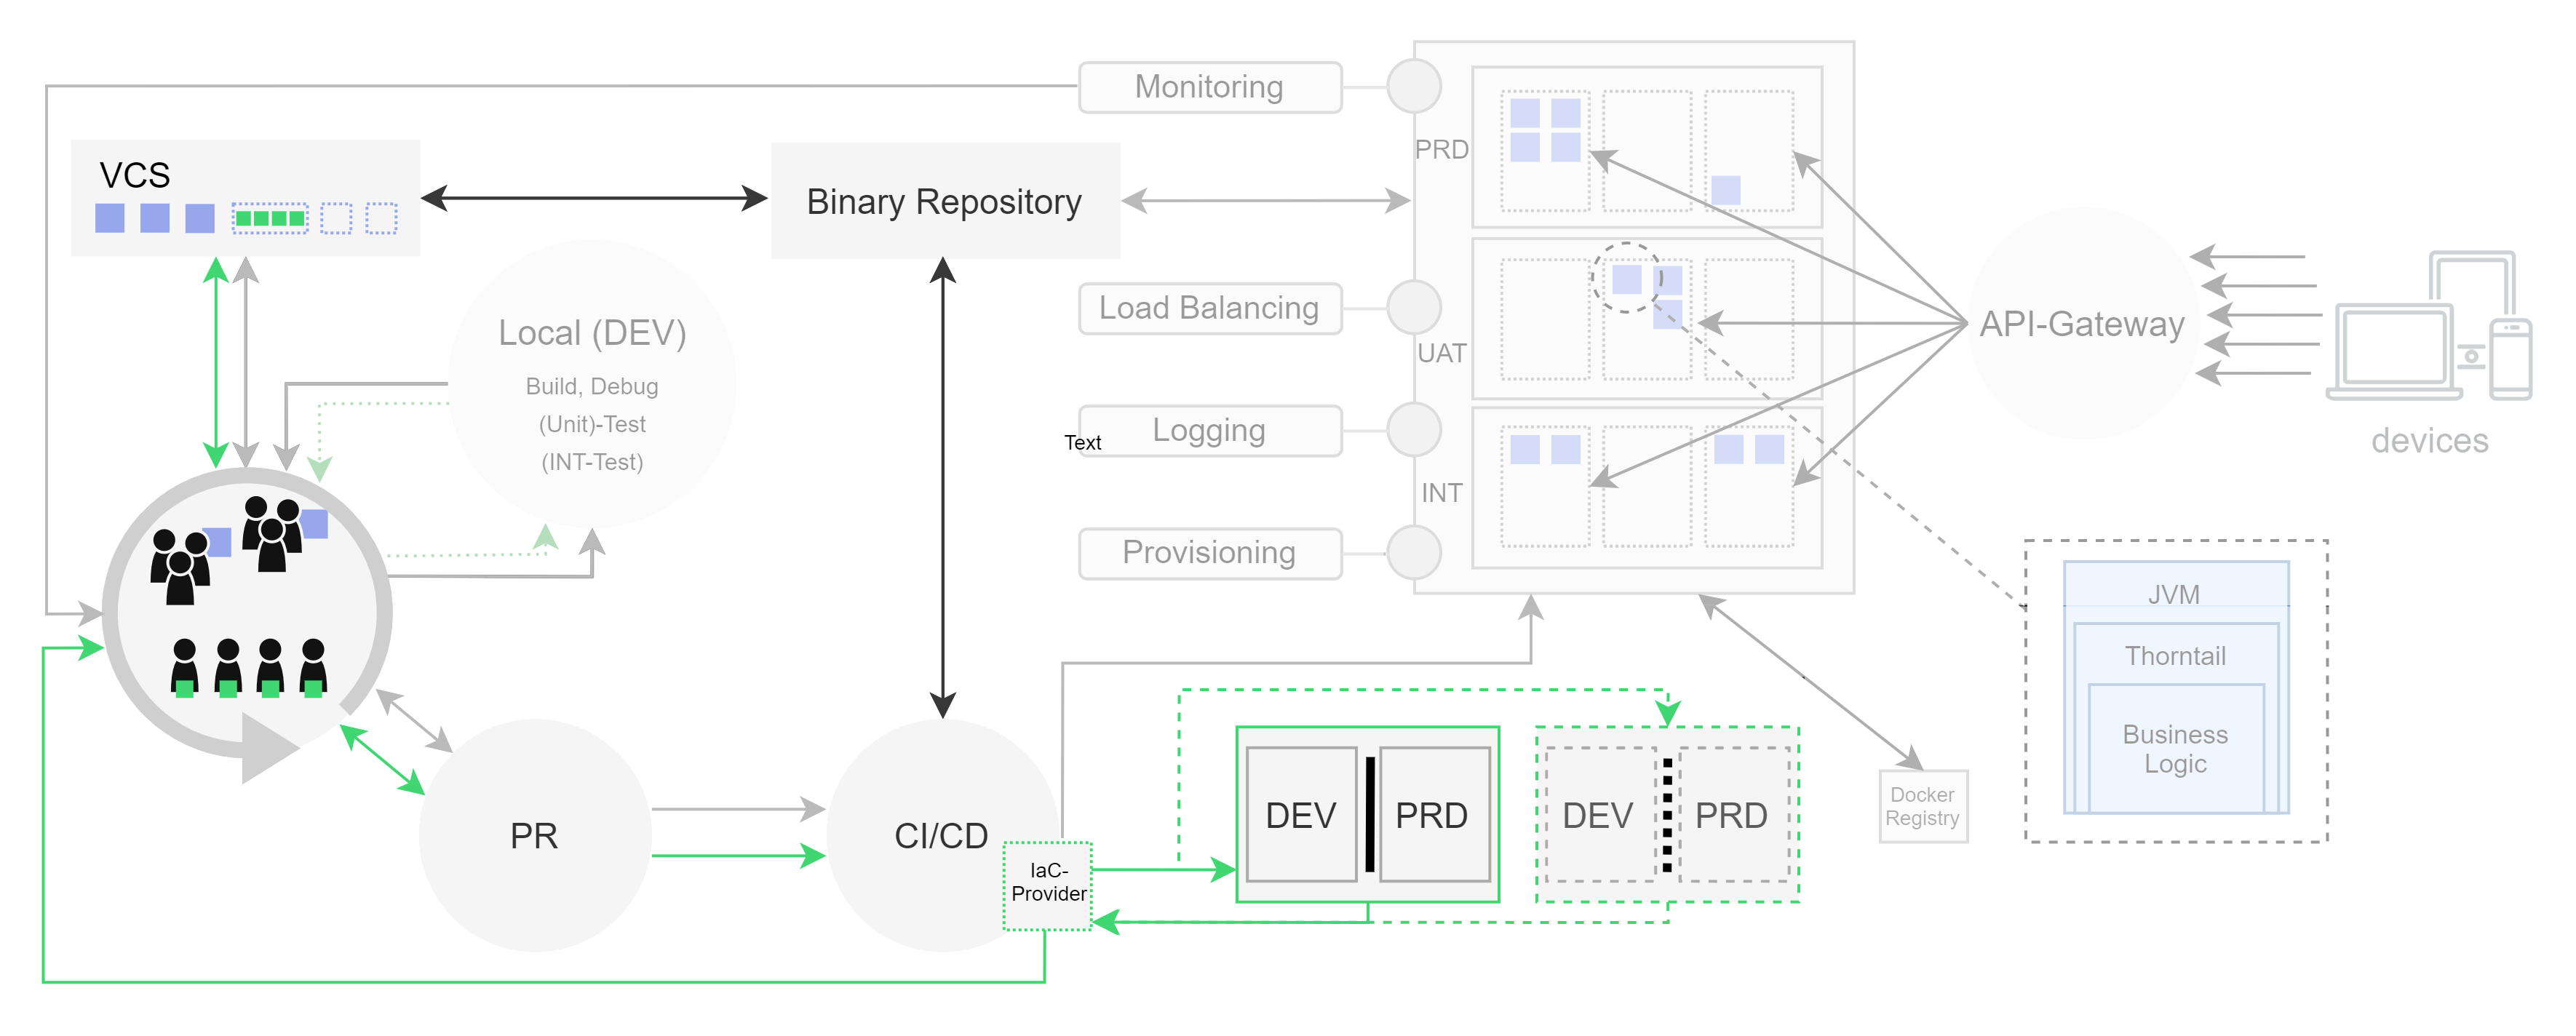 Monitoring
VCS
Binary Repository
PRD
Local (DEV)
Build, Debug
(Unit)-Test
(INT-Test)
Load Balancing
UAT
API-Gateway
Logging
Text
devices
INT
Provisioning
JVM
Thorntail
Business
Logic
PR
CI/CD
IaC-
Provider
DEV
PRD
DEV
PRD
Docker
Registry